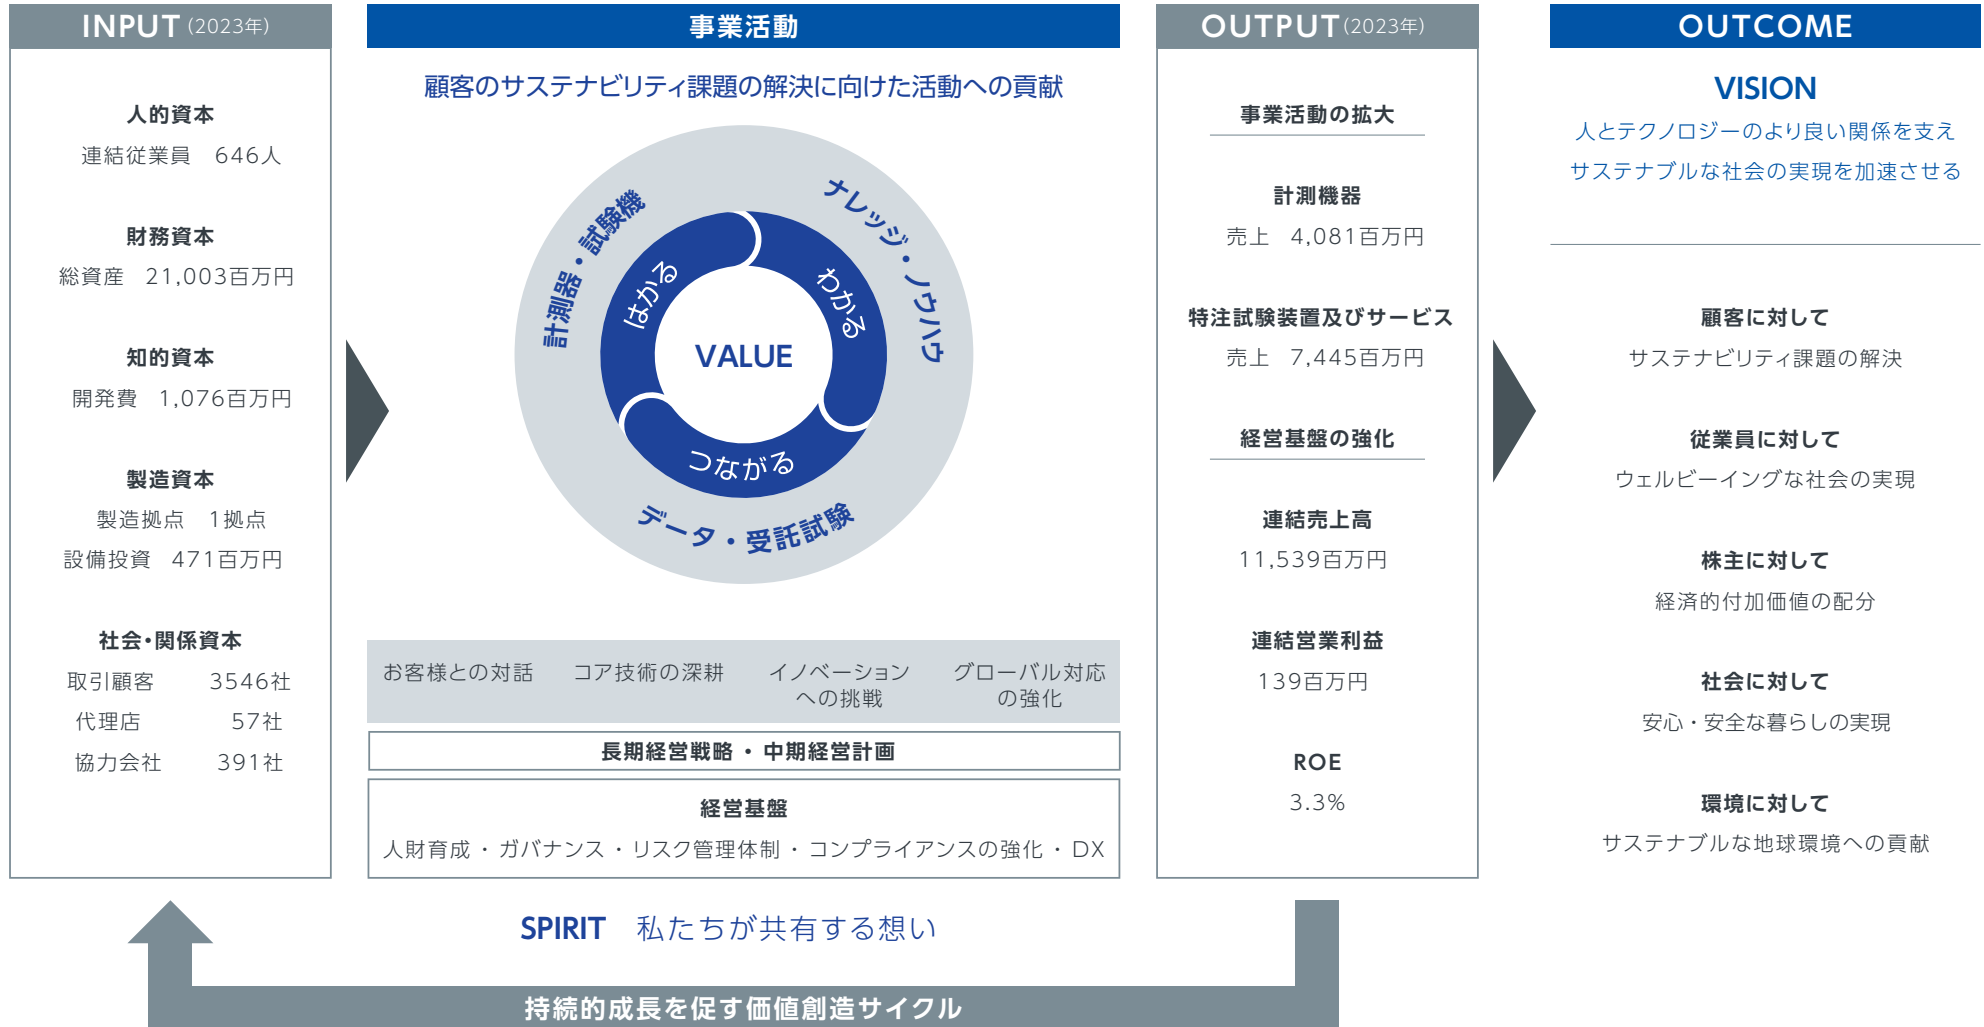 INPUT (2023年)
人的資本
連結従業員 646人
財務資本
総資産 21,003百万円
知的資本
開発費 1,076百万円
製造資本
製造拠点 1拠点
設備投資 471百万円
社会・関係資本
取引顧客 3546社
代理店 57社
協力会社 391社
事業活動
顧客のサステナビリティ課題の解決に向けた活動への貢献
計測器・試験機
ナレッジ・ノウハウ
データ・受託試験
はかる
わかる
つながる
VALUE
お客様との対話
コア技術の深耕
イノベーション
への挑戦
グローバル対応
の強化
長期経営戦略・中期経営計画
経営基盤
人財育成・ガバナンス・リスク管理体制・コンプライアンスの強化・DX
SPIRIT 私たちが共有する想い
OUTPUT (2023年)
事業活動の拡大
計測機器
売上 4,081百万円
特注試験装置及びサービス
売上 7,445百万円
経営基盤の強化
連結売上高
11,539百万円
連結営業利益
139百万円
ROE
3.3%
OUTCOME
VISION
人とテクノロジーのより良い関係を支え
サステナブルな社会の実現を加速させる
顧客に対して
サステナビリティ課題の解決
従業員に対して
ウェルビーイングな社会の実現
株主に対して
経済的付加価値の配分
社会に対して
安心・安全な暮らしの実現
環境に対して
サステナブルな地球環境への貢献
持続的成長を促す価値創造サイクル